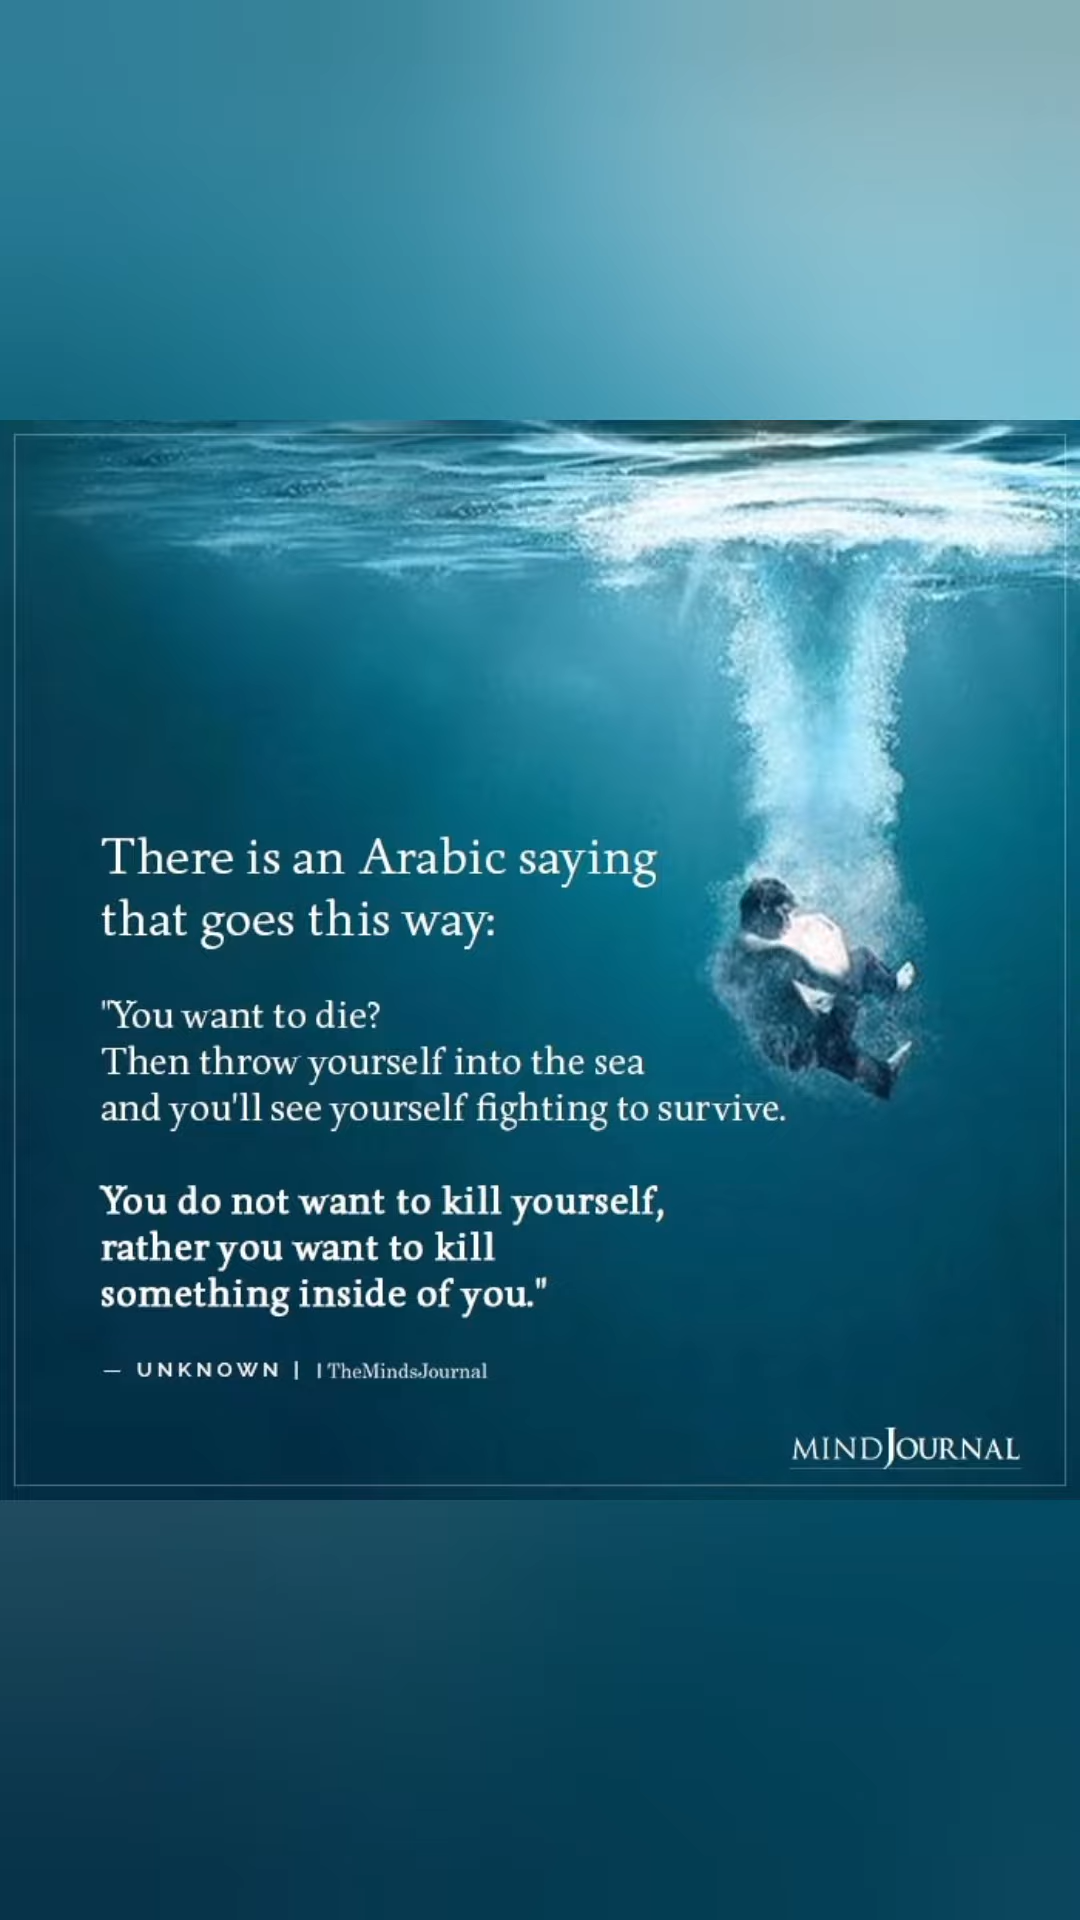 There is an Arabic saying
that goes this way:
"You want to die?
Then throw yourself into the sea
and you'll see yourself fighting to survive.
You do not want to kill yourself,
rather you want to kill
something inside of you."
— UNKNOWN | | TheMindsJournal
MINDJOURNAL